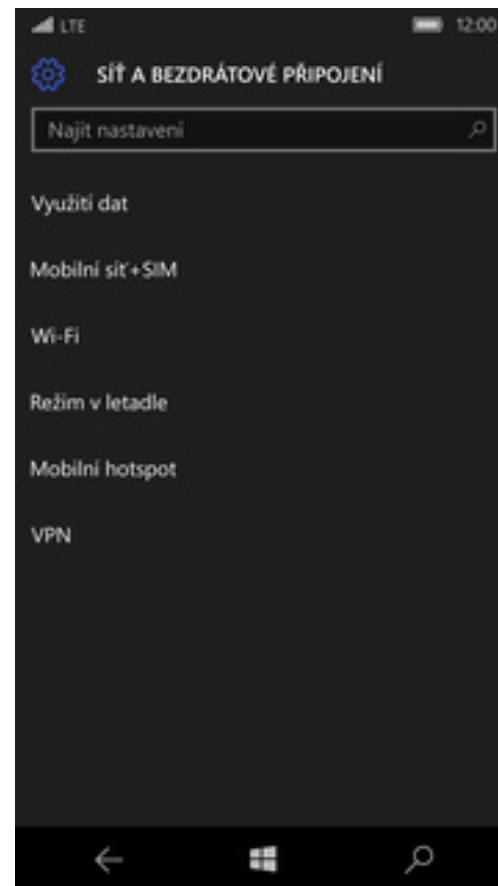 LTE 12:00
SÍŤ A BEZDRÁTOVÉ PŘIPOJENÍ
Najít nastavení
Využití dat
Mobilní síť+SIM
Wi-Fi
Režim v letadle
Mobilní hotspot
VPN